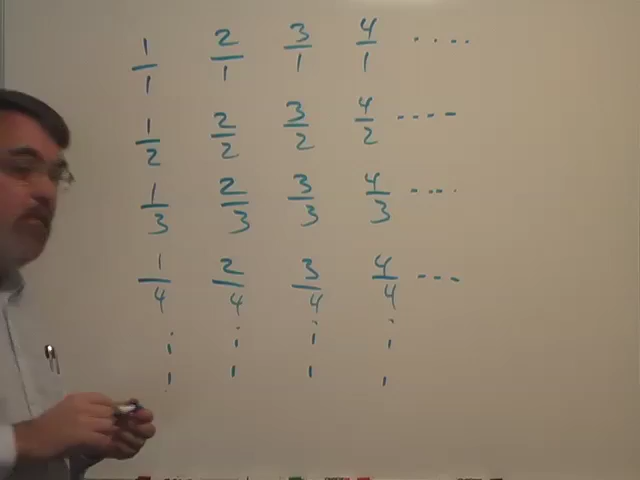 1/1 2/1 3/1 4/1 ....
1/2 2/2 3/2 4/2 ....
1/3 2/3 3/3 4/3 ....
1/4 2/4 3/4 4/4 ...
⋮ ⋮ ⋮ ⋮